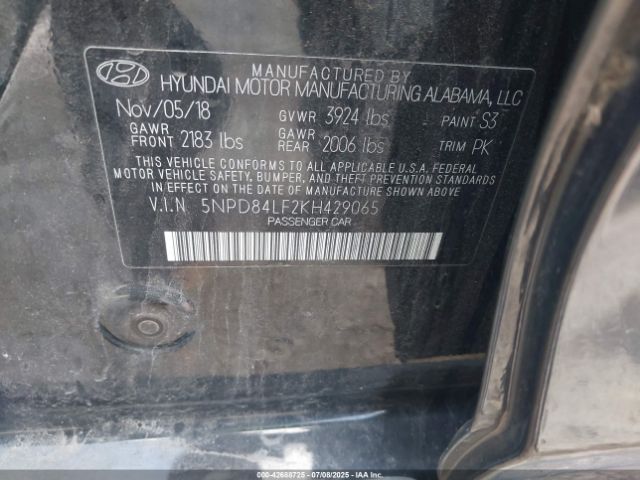 MANUFACTURED BY
HYUNDAI MOTOR MANUFACTURING ALABAMA, LLC
Nov/05/18 GVWR 3924 lbs PAINT S3
GAWR FRONT 2183 lbs GAWR REAR 2006 lbs TRIM PK
THIS VEHICLE CONFORMS TO ALL APPLICABLE U.S.A. FEDERAL
MOTOR VEHICLE SAFETY, BUMPER, AND THEFT PREVENTION STANDARDS
IN EFFECT ON THE DATE OF MANUFACTURE SHOWN ABOVE
V.I.N 5NPD84LF2KH429065
PASSENGER CAR
000-42688725 - 07/08/2025 - IAAI.COM